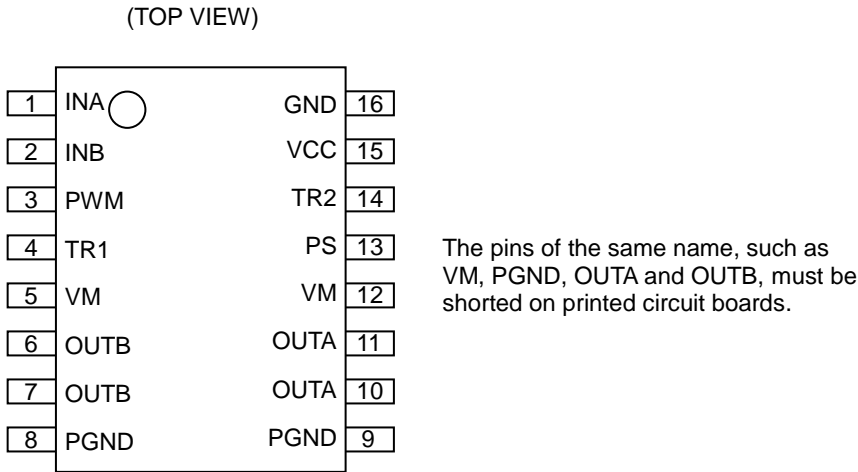 (TOP VIEW)
1 INA GND 16
2 INB VCC 15
3 PWM TR2 14
4 TR1 PS 13
5 VM VM 12
6 OUTB OUTA 11
7 OUTB OUTA 10
8 PGND PGND 9
The pins of the same name, such as
VM, PGND, OUTA and OUTB, must be
shorted on printed circuit boards.